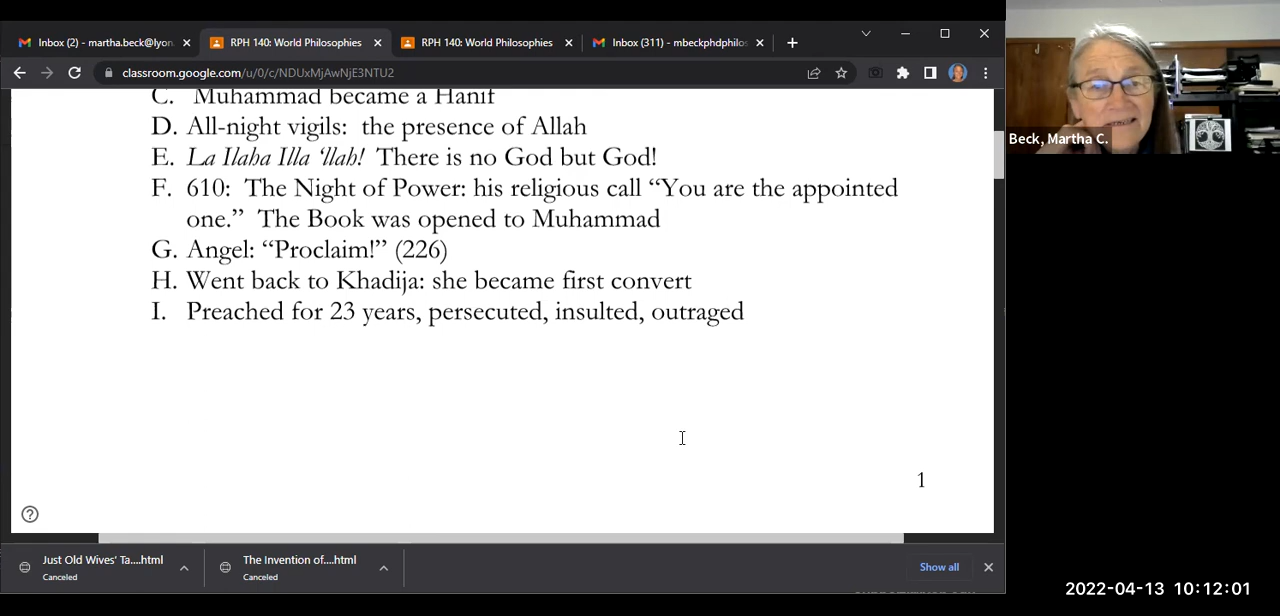 Inbox (2) - martha.beck@lyon
RPH 140: World Philosophies
RPH 140: World Philosophies
Inbox (311) - mbeckphdphilos
classroom.google.com/u/0/c/NDUxMjAwNjE3NTU2
C. Muhammad became a Hanif
D. All-night vigils: the presence of Allah
E. La Ilaha Illa ‘llah! There is no God but God!
F. 610: The Night of Power: his religious call “You are the appointed
one.” The Book was opened to Muhammad
G. Angel: “Proclaim!” (226)
H. Went back to Khadija: she became first convert
I. Preached for 23 years, persecuted, insulted, outraged
1
Beck, Martha C.
Just Old Wives' Ta....html
Canceled
The Invention of....html
Canceled
Show all
2022-04-13 10:12:01